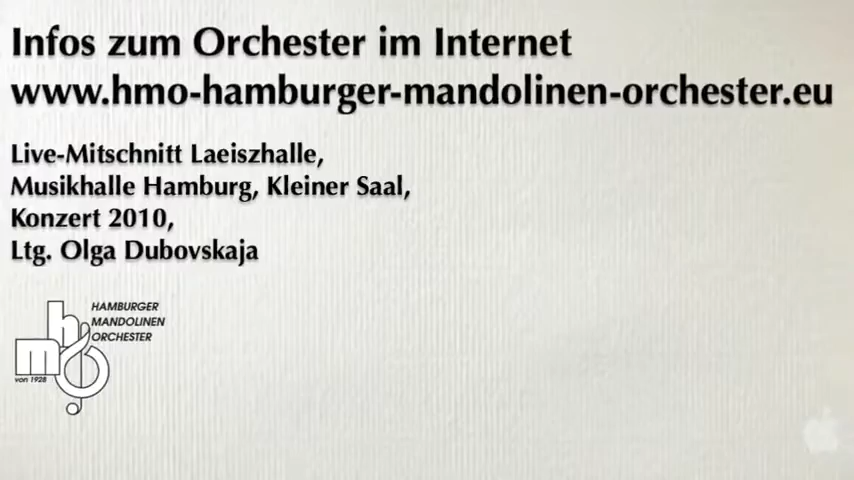 Infos zum Orchester im Internet
www.hmo-hamburger-mandolinen-orchester.eu
Live-Mitschnitt Laeiszhalle,
Musikhalle Hamburg, Kleiner Saal,
Konzert 2010,
Ltg. Olga Dubovskaja
HAMBURGER
MANDOLINEN
ORCHESTER
hmo
von 1928